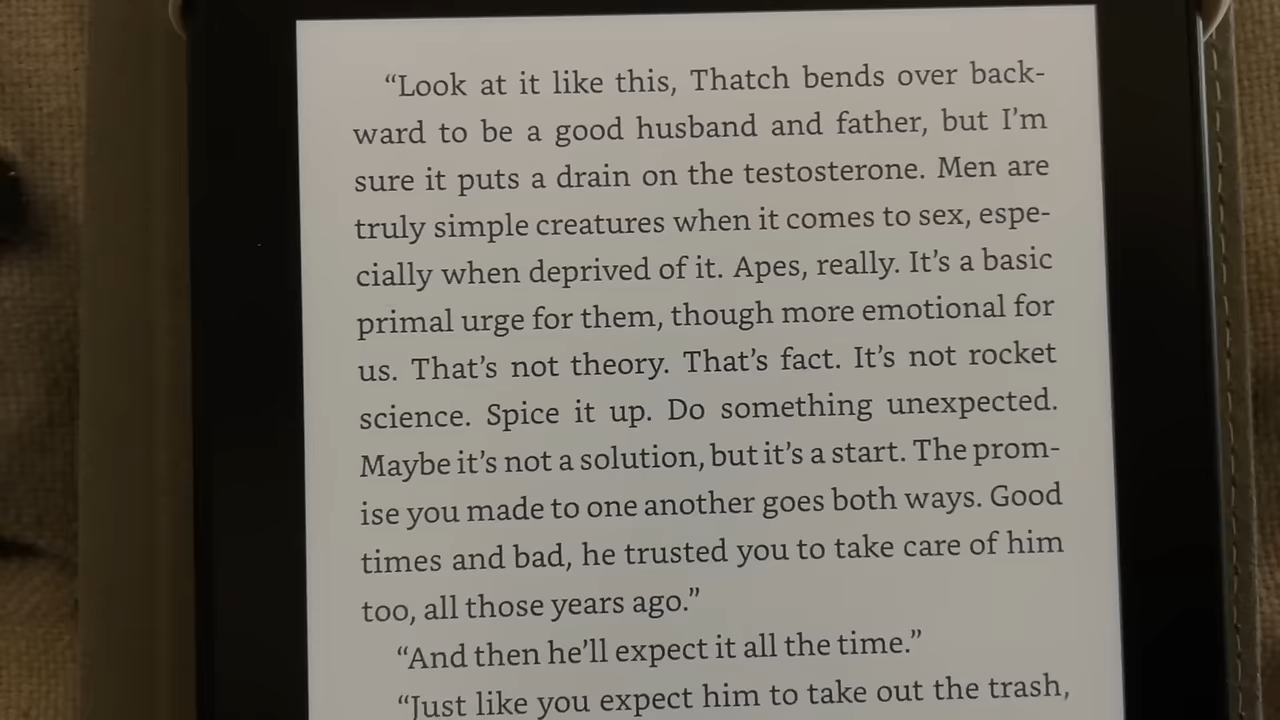 “Look at it like this, Thatch bends over back-
ward to be a good husband and father, but I’m
sure it puts a drain on the testosterone. Men are
truly simple creatures when it comes to sex, espe-
cially when deprived of it. Apes, really. It’s a basic
primal urge for them, though more emotional for
us. That’s not theory. That’s fact. It’s not rocket
science. Spice it up. Do something unexpected.
Maybe it’s not a solution, but it’s a start. The prom-
ise you made to one another goes both ways. Good
times and bad, he trusted you to take care of him
too, all those years ago.”
“And then he’ll expect it all the time.”
“Just like you expect him to take out the trash,